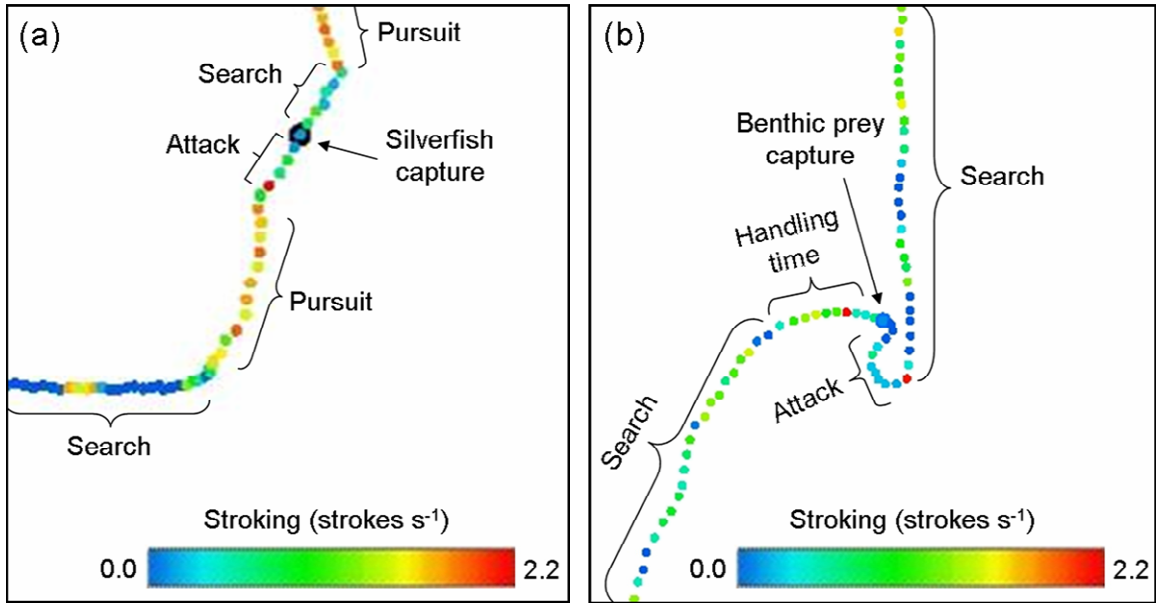 (a)
Pursuit
Search
Attack
Silverfish
capture
Pursuit
Search
Stroking (strokes s-1)
0.0
2.2
(b)
Benthic prey
capture
Search
Handling
time
Attack
Search
Stroking (strokes s-1)
0.0
2.2